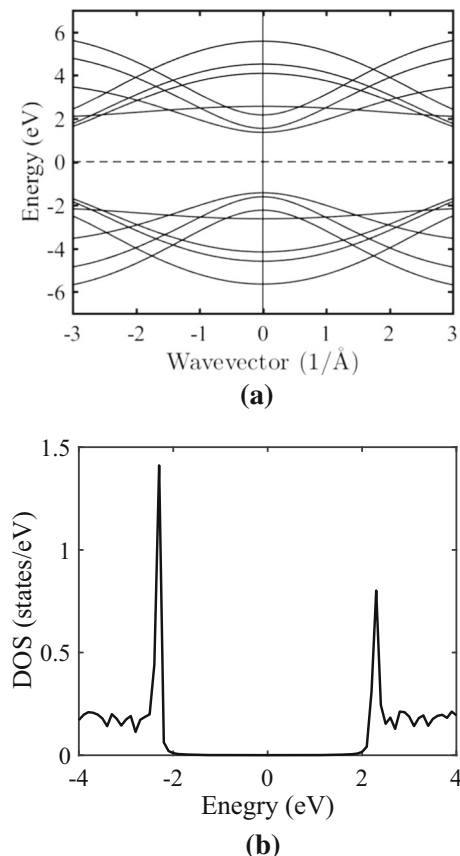 6
4
2
0
-2
-4
-6
Energy (eV)
-3 -2 -1 0 1 2 3
Wavevector (1/Å)
(a)
1.5
1
0.5
0
DOS (states/eV)
-4 -2 0 2 4
Enegry (eV)
(b)